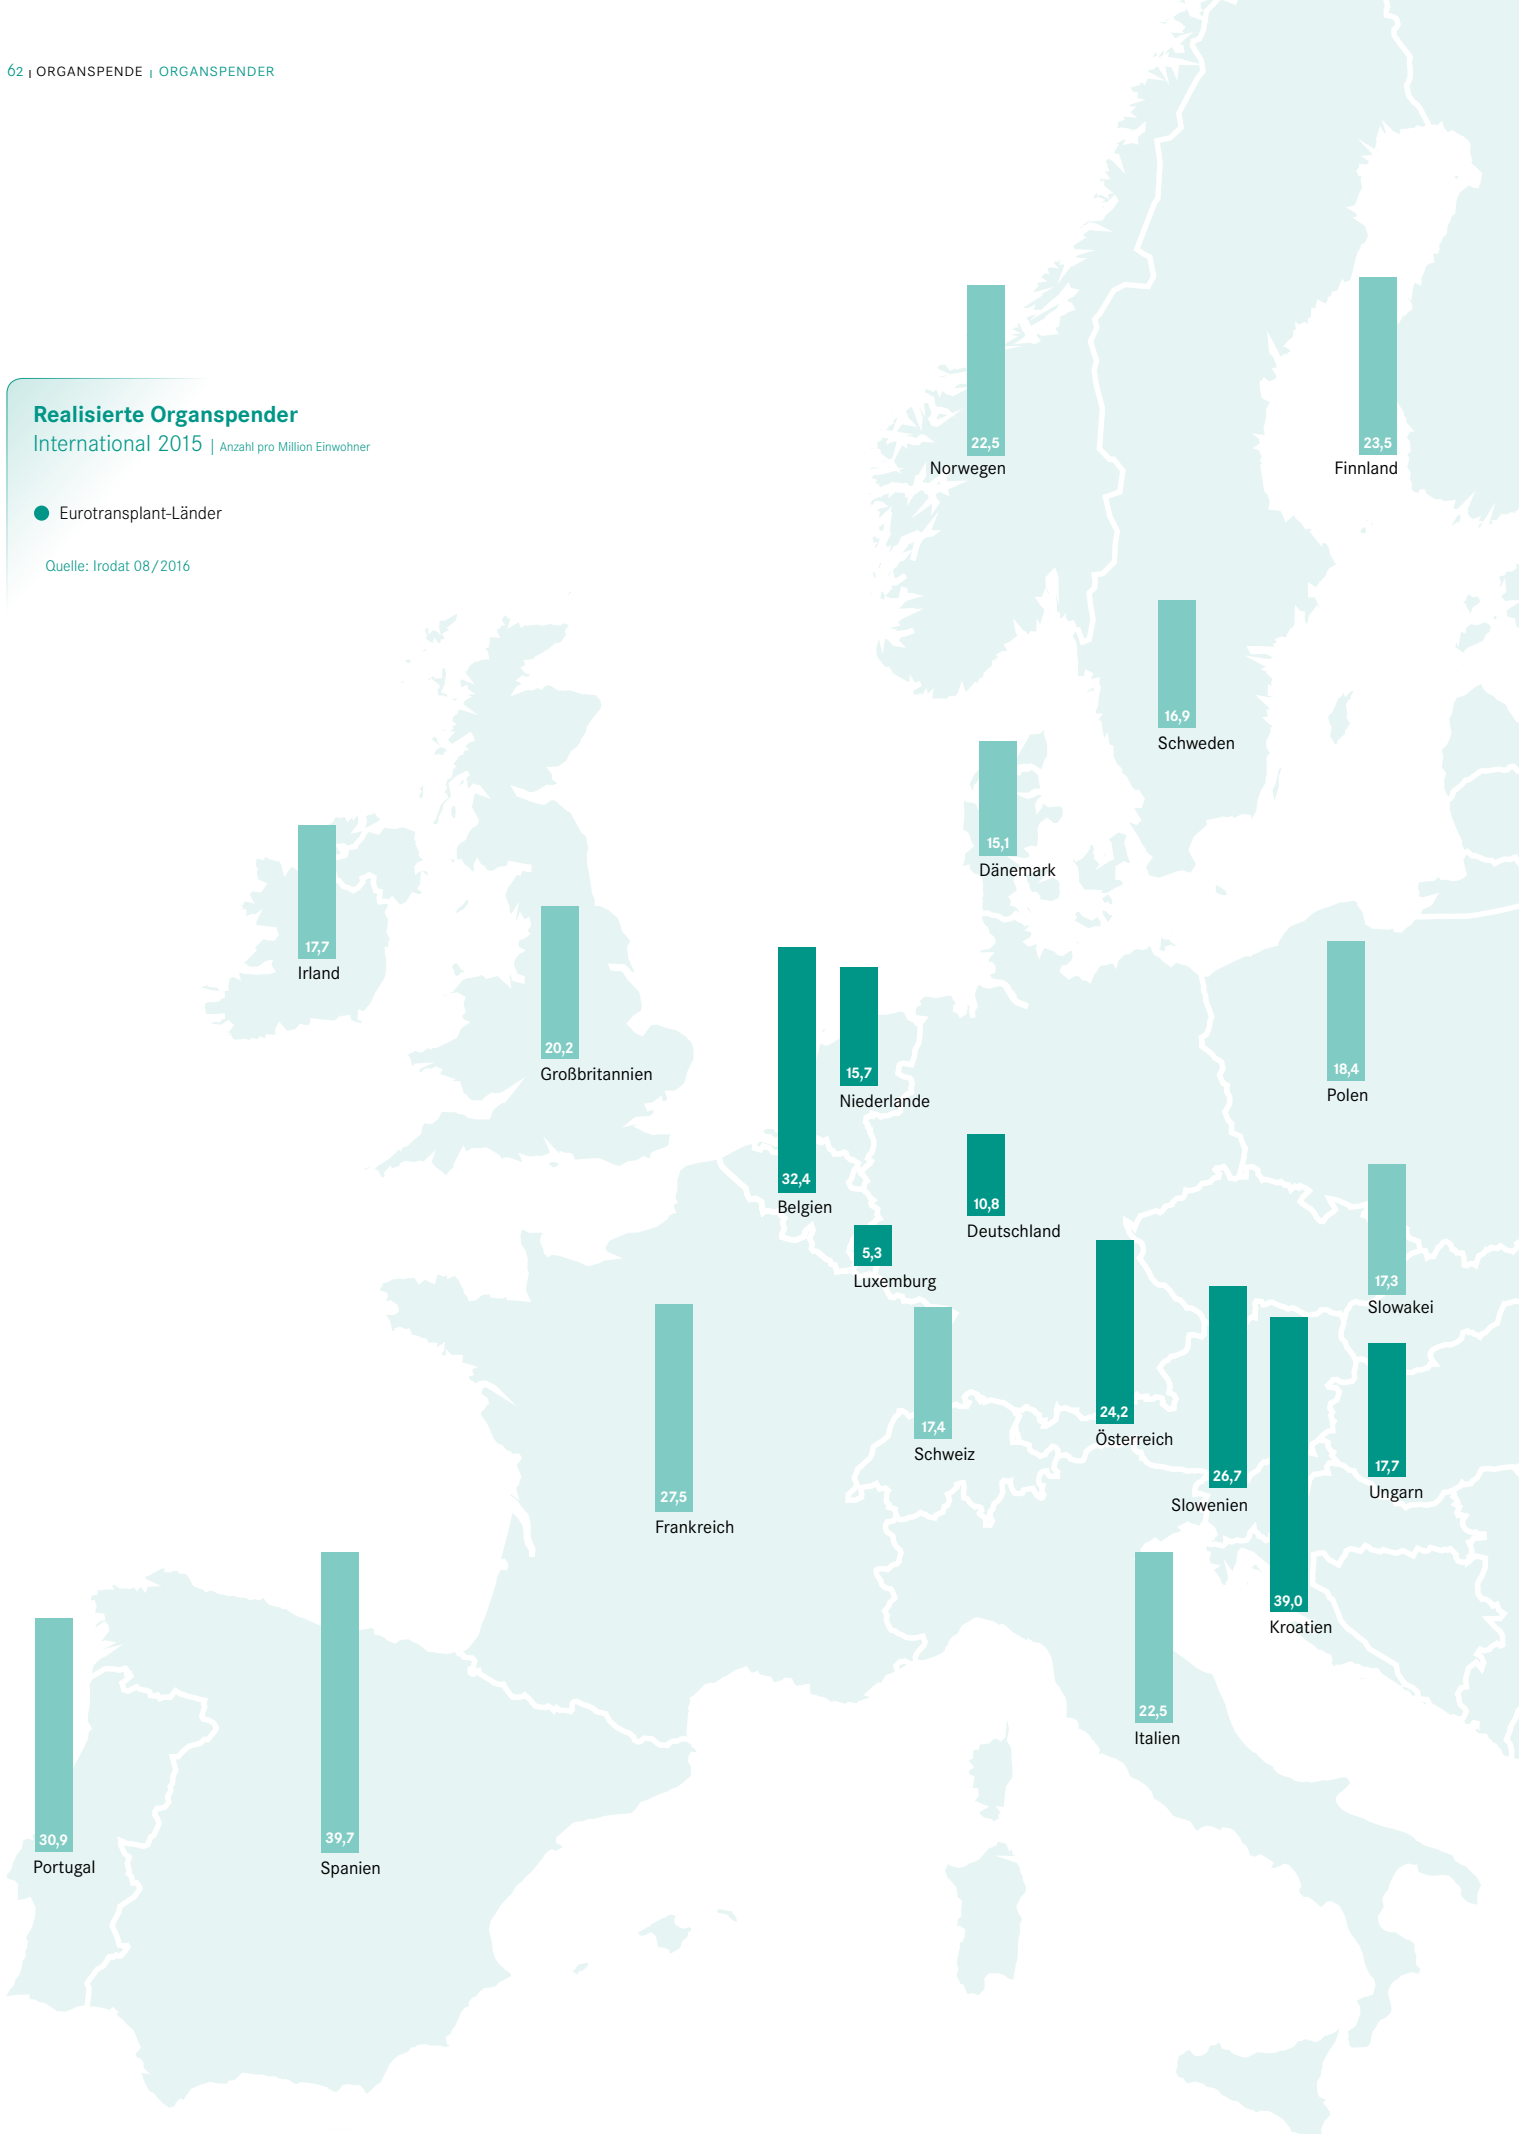 62 | ORGANSPENDE | ORGANSPENDER
Realisierte Organspender
International 2015 | Anzahl pro Million Einwohner
Eurotransplant-Länder
Quelle: Irodat 08/2016
22,5
Norwegen
23,5
Finnland
16,9
Schweden
15,1
Dänemark
17,7
Irland
20,2
Großbritannien
15,7
Niederlande
18,4
Polen
32,4
Belgien
10,8
Deutschland
5,3
Luxemburg
17,3
Slowakei
24,2
Österreich
17,4
Schweiz
26,7
Slowenien
17,7
Ungarn
27,5
Frankreich
39,0
Kroatien
22,5
Italien
30,9
Portugal
39,7
Spanien